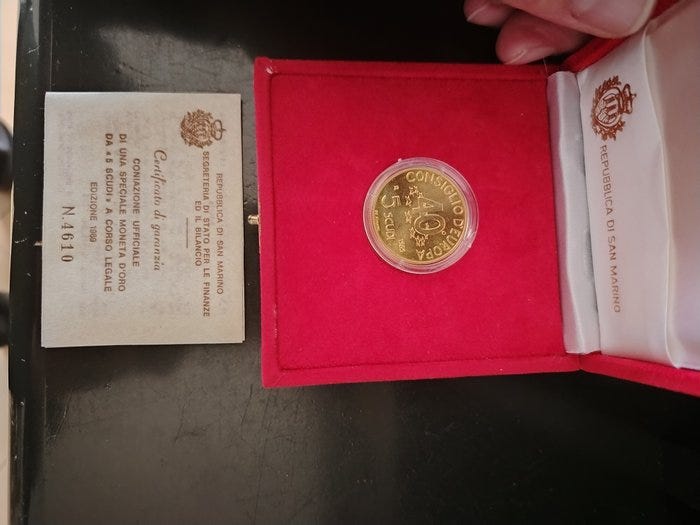 REPUBBLICA DI SAN MARINO
SEGRETERIA DI STATO PER LE FINANZE
ED IL BILANCIO
Certificato di garanzia
CONIAZIONE UFFICIALE
DI UNA SPECIALE MONETA D'ORO
DA «5 SCUDI» A CORSO LEGALE
EDIZIONE 1989
N. 4610
CONSIGLIO D'EUROPA
40°
5
SCUDI
REPUBBLICA DI SAN MARINO